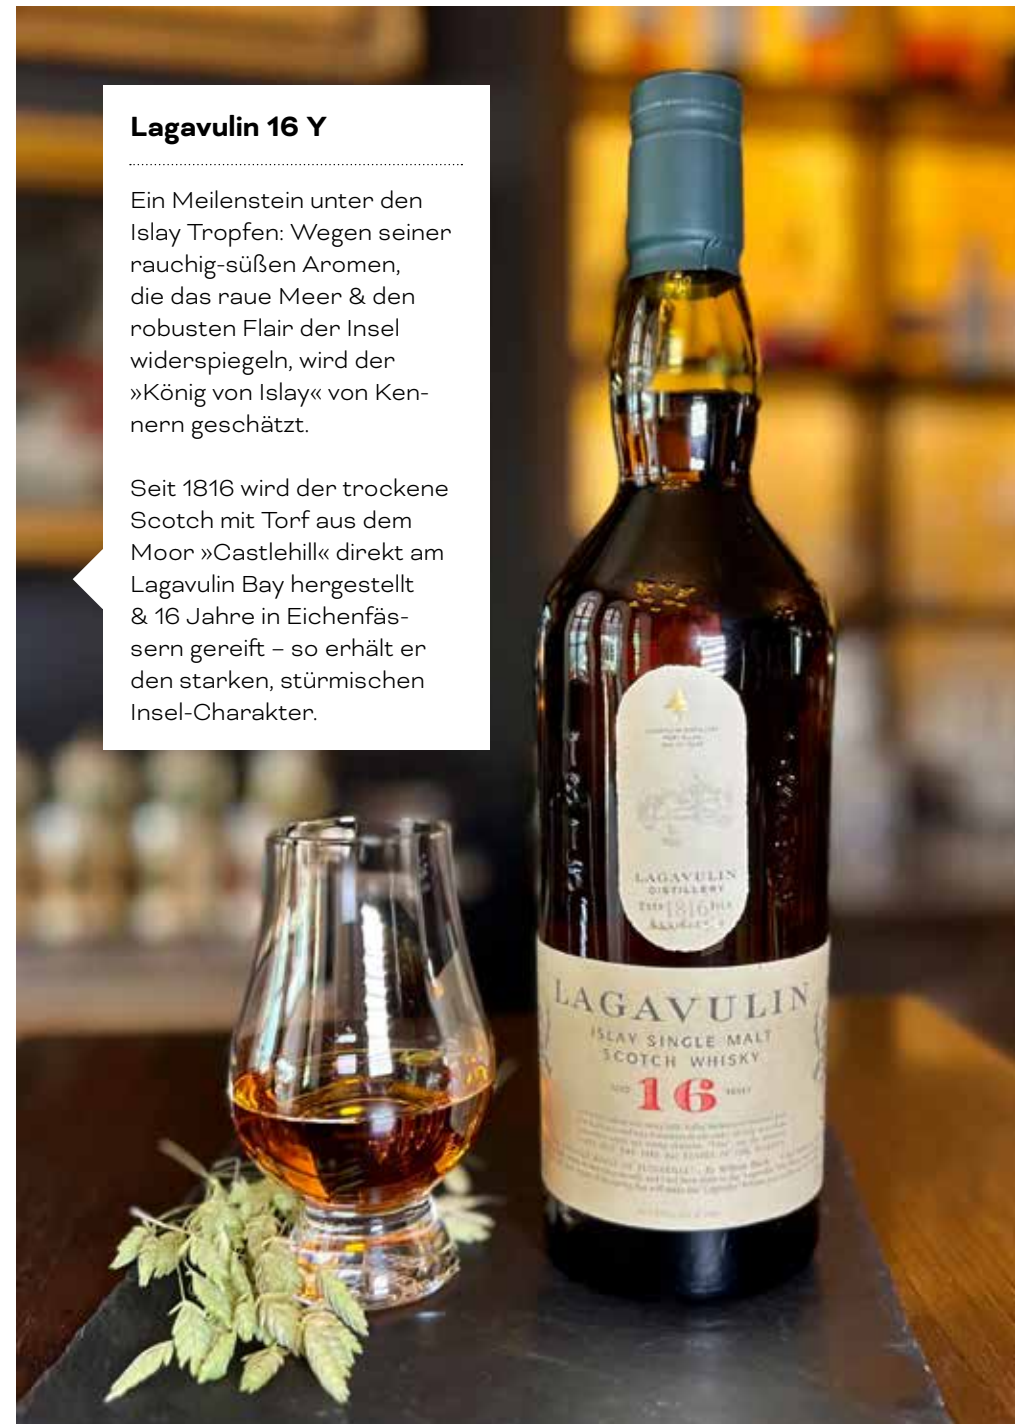 Lagavulin 16 Y
Ein Meilenstein unter den
Islay Tropfen: Wegen seiner
rauchig-süßen Aromen,
die das raue Meer & den
robusten Flair der Insel
widerspiegeln, wird der
»König von Islay« von Ken-
nern geschätzt.
Seit 1816 wird der trockene
Scotch mit Torf aus dem
Moor »Castlehill« direkt am
Lagavulin Bay hergestellt
& 16 Jahre in Eichenfäs-
sern gereift – so erhält er
den starken, stürmischen
Insel-Charakter.
LAGAVULIN
DISTILLERY
1816
LAGAVULIN
ISLAY SINGLE MALT
SCOTCH WHISKY
16